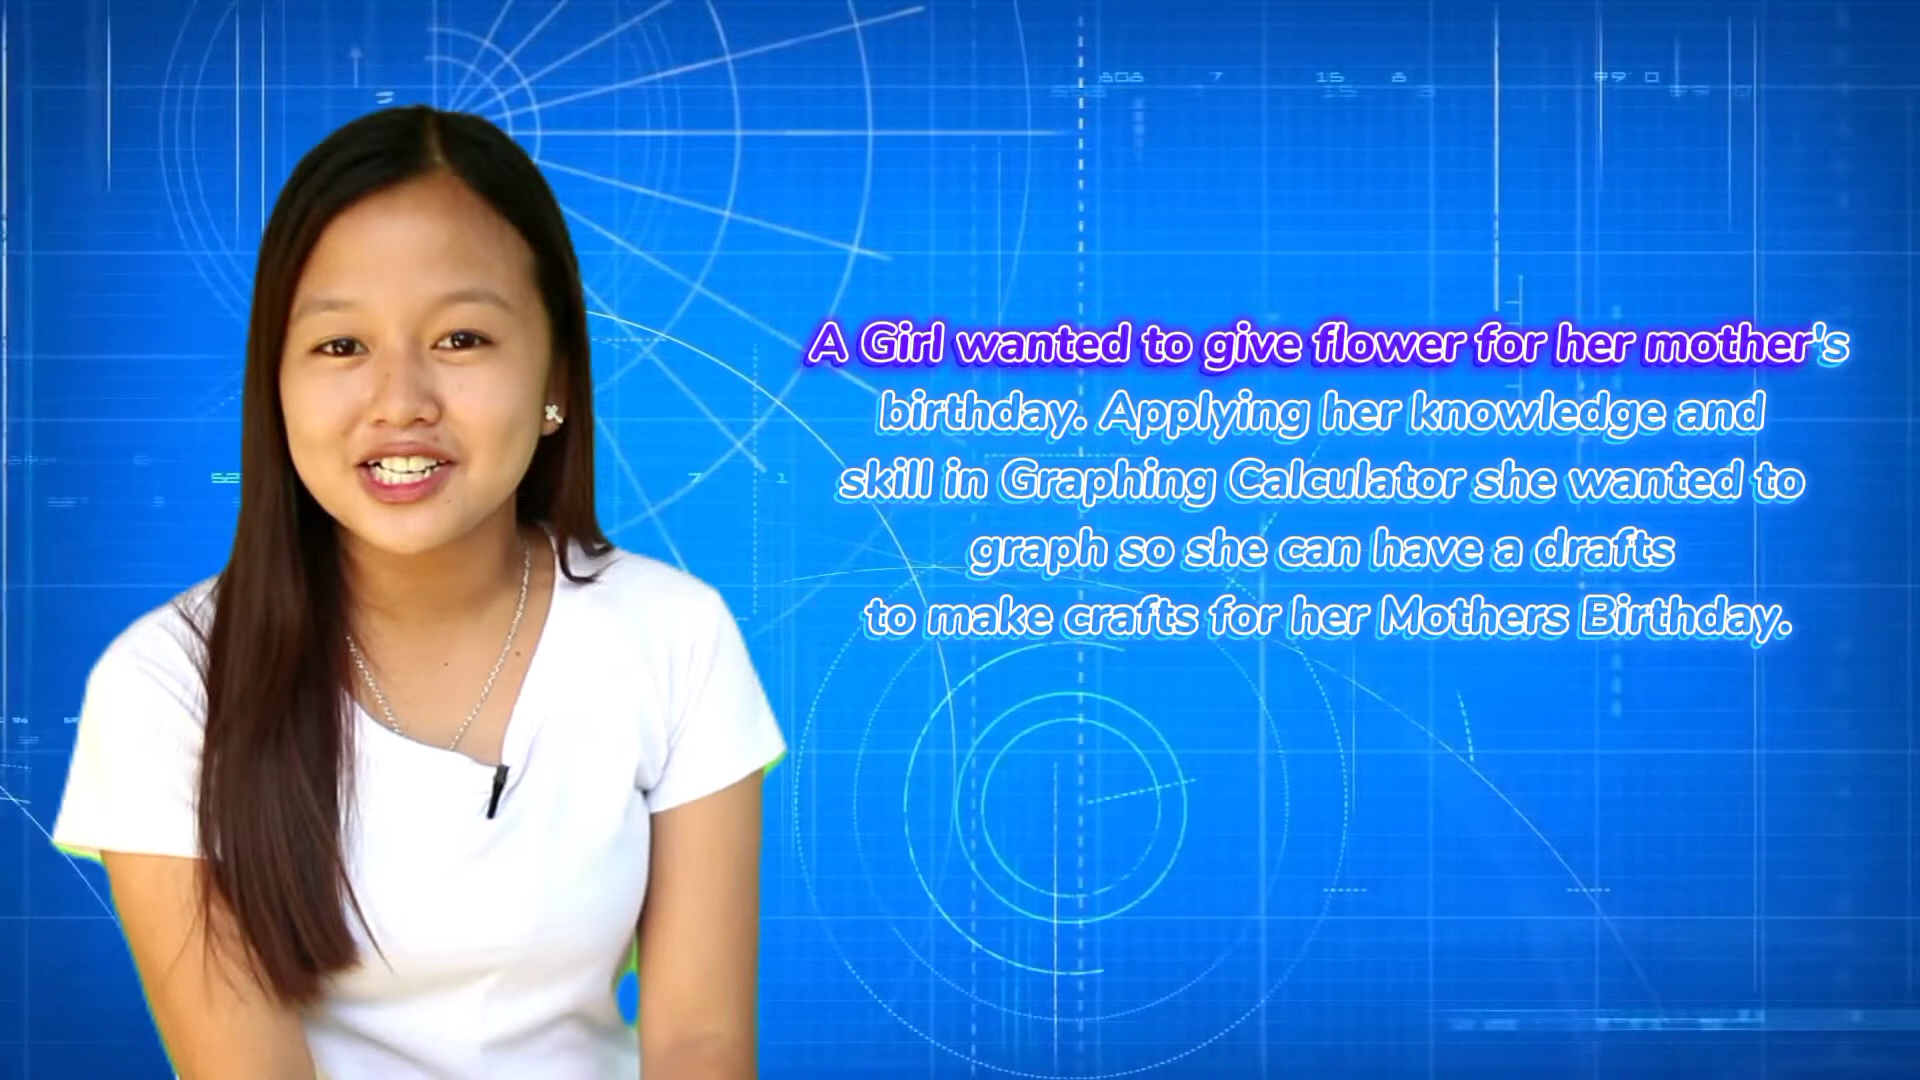 A Girl wanted to give flower for her mother's
birthday. Applying her knowledge and
skill in Graphing Calculator she wanted to
graph so she can have a drafts
to make crafts for her Mothers Birthday.